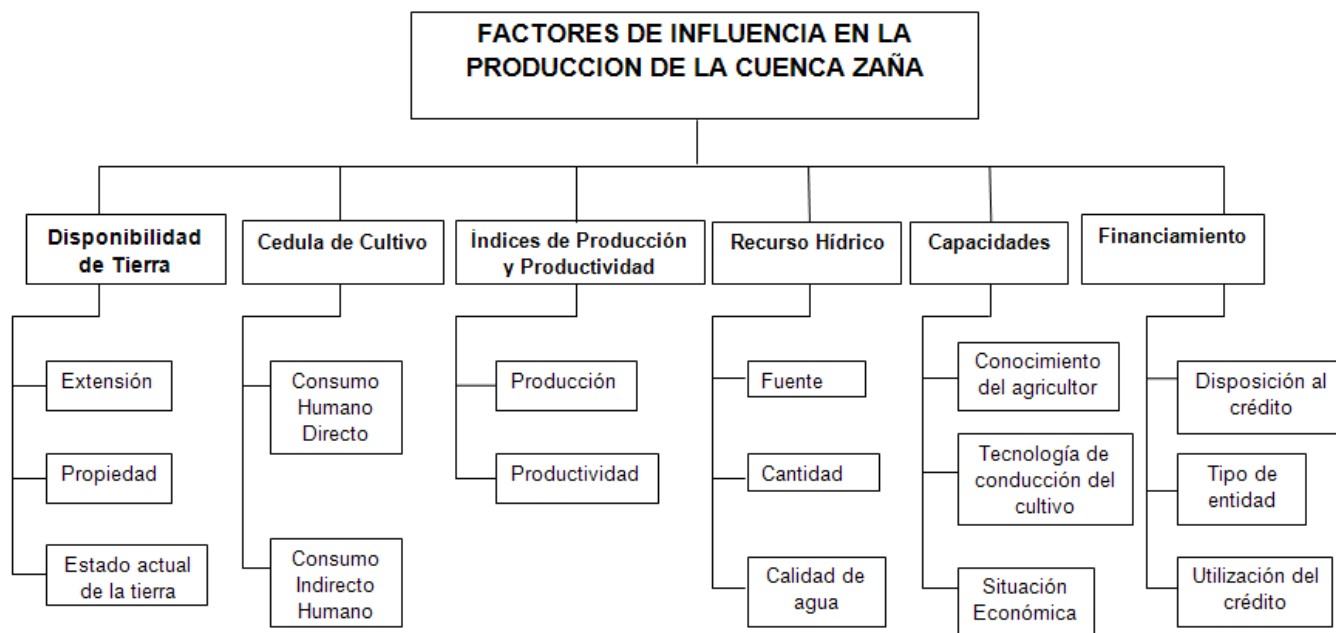 FACTORES DE INFLUENCIA EN LA
PRODUCCION DE LA CUENCA ZAÑA
Disponibilidad
de Tierra
Cedula de Cultivo
Índices de Producción
y Productividad
Recurso Hídrico
Capacidades
Financiamiento
Extensión
Propiedad
Estado actual
de la tierra
Consumo
Humano
Directo
Consumo
Indirecto
Humano
Producción
Productividad
Fuente
Cantidad
Calidad de
agua
Conocimiento
del agricultor
Tecnología de
conducción del
cultivo
Situación
Económica
Disposición al
crédito
Tipo de
entidad
Utilización del
crédito